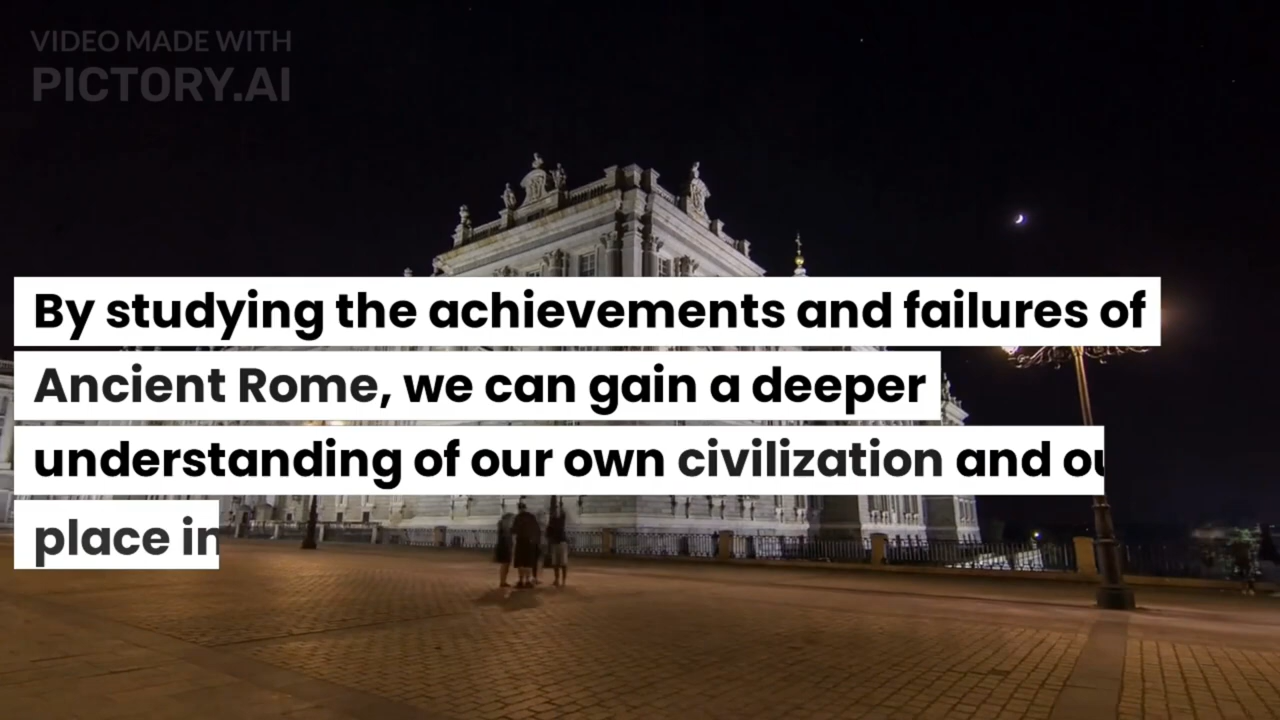 VIDEO MADE WITH
PICTORY.AI
By studying the achievements and failures of
Ancient Rome, we can gain a deeper
understanding of our own civilization and ou
place in